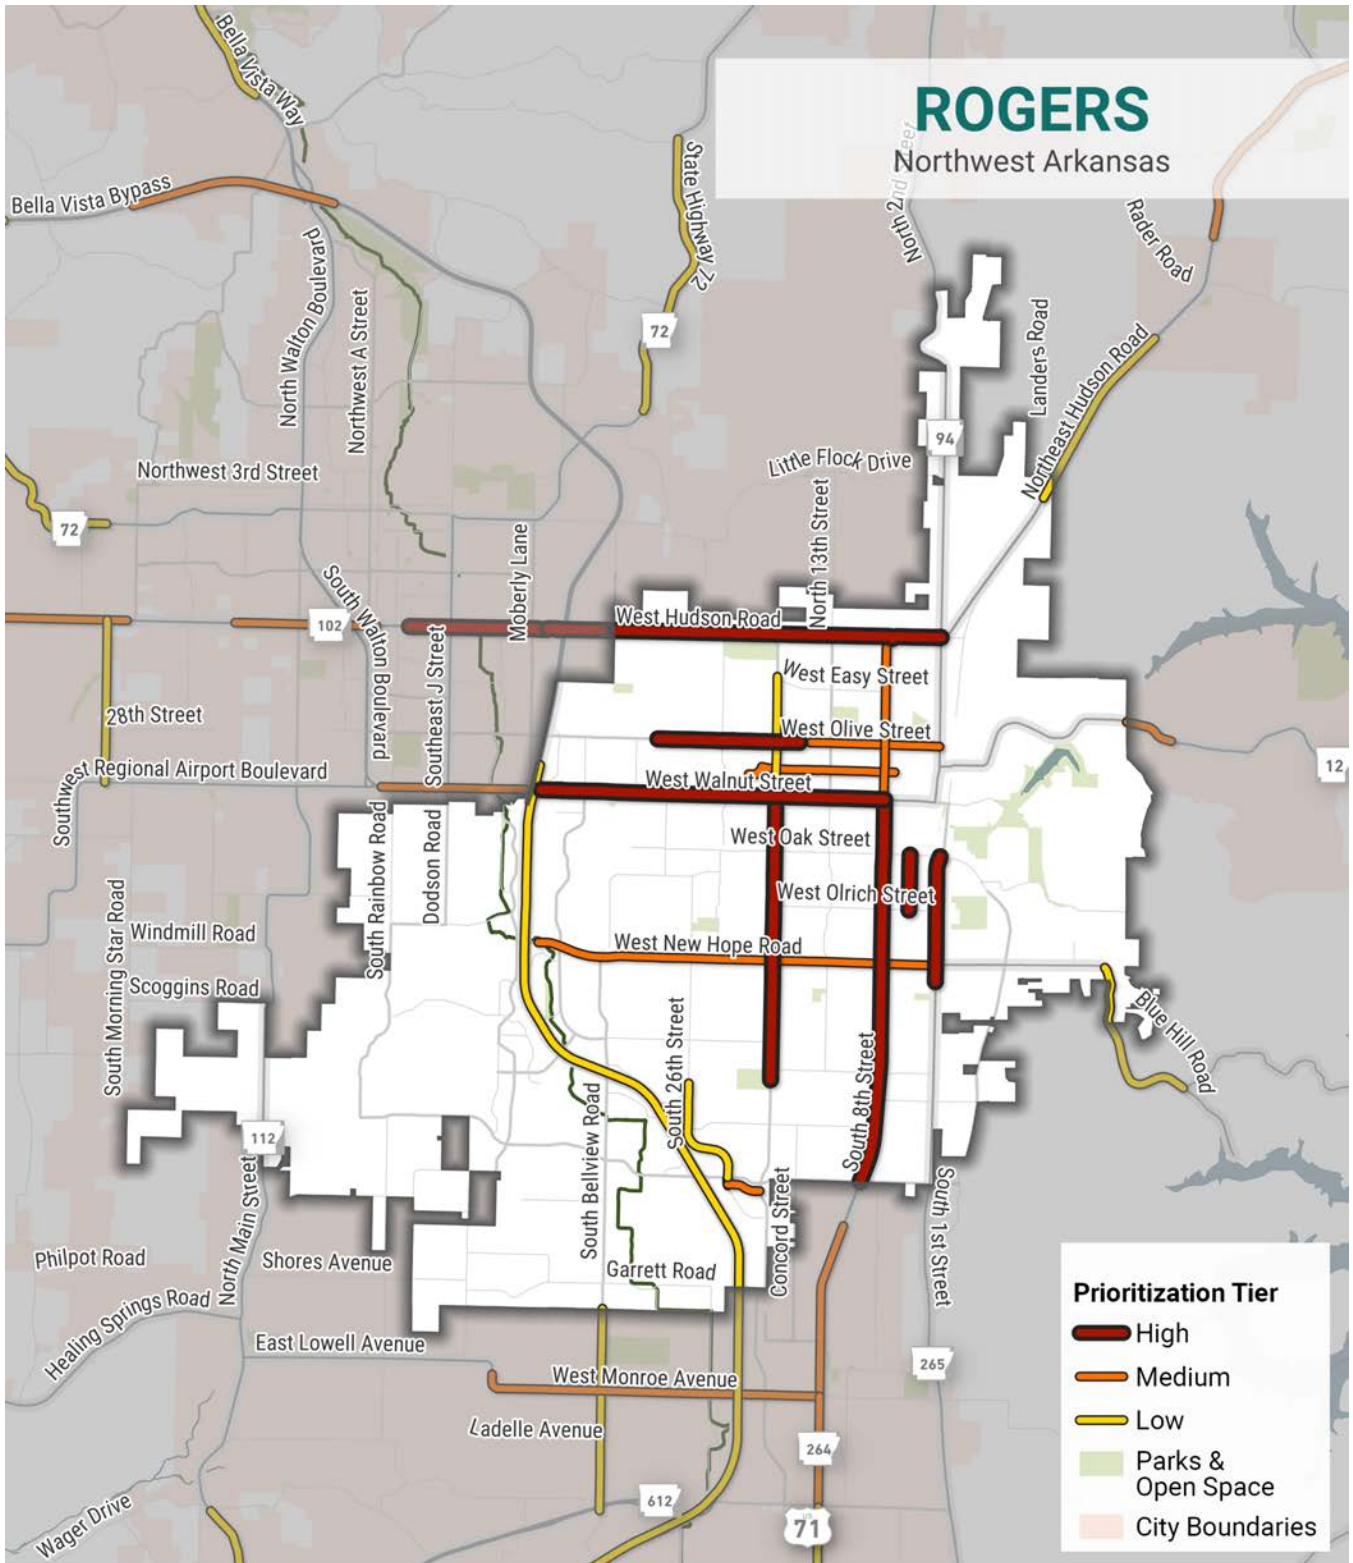 ROGERS
Northwest Arkansas
Bella Vista Way
Bella Vista Bypass
State Highway 72
North 2nd Street
Rader Road
North Walton Boulevard
Northwest A Street
72
Landers Road
Northeast Hudson Road
94
Little Flock Drive
Northwest 3rd Street
North 13th Street
72
Moberly Lane
South Walton Boulevard
102
West Hudson Road
Southeast J Street
West Easy Street
28th Street
West Olive Street
12
Southwest Regional Airport Boulevard
West Walnut Street
South Rainbow Road
Dodson Road
West Oak Street
West Olrich Street
South Morning Star Road
Windmill Road
West New Hope Road
Scoggins Road
Blue Hill Road
South 26th Street
South 8th Street
South Bellview Road
112
North Main Street
Concord Street
South 1st Street
Philpot Road
Shores Avenue
Garrett Road
Healing Springs Road
East Lowell Avenue
West Monroe Avenue
265
Ladelle Avenue
264
612
US
71
Wager Drive
Prioritization Tier
High
Medium
Low
Parks &
Open Space
City Boundaries